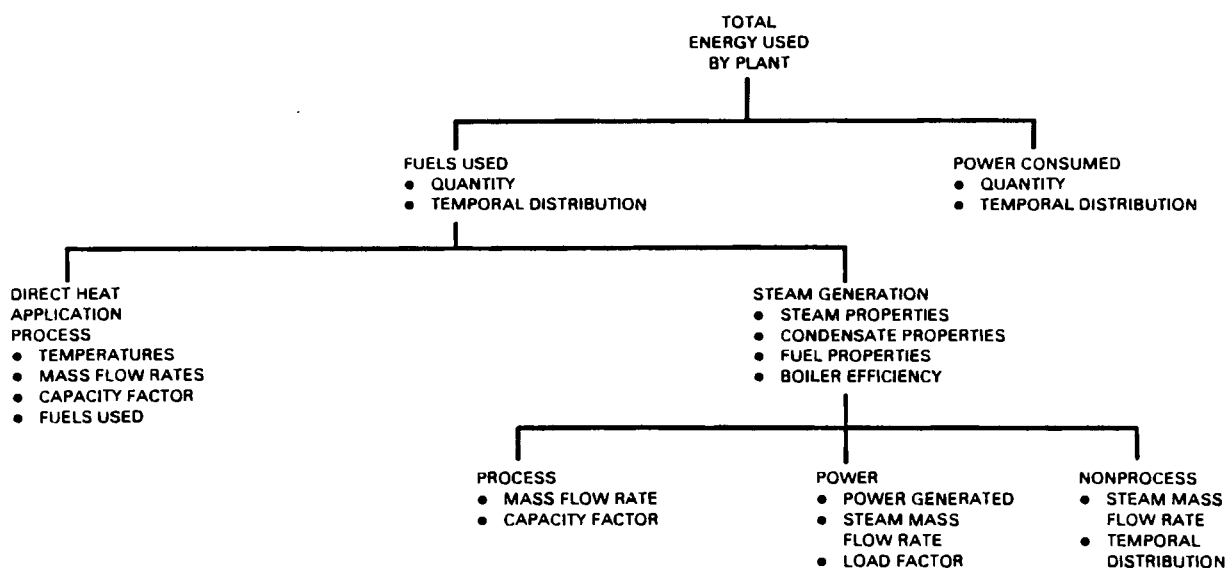 TOTAL
ENERGY USED
BY PLANT
FUELS USED
● QUANTITY
● TEMPORAL DISTRIBUTION
POWER CONSUMED
● QUANTITY
● TEMPORAL DISTRIBUTION
DIRECT HEAT
APPLICATION
PROCESS
● TEMPERATURES
● MASS FLOW RATES
● CAPACITY FACTOR
● FUELS USED
STEAM GENERATION
● STEAM PROPERTIES
● CONDENSATE PROPERTIES
● FUEL PROPERTIES
● BOILER EFFICIENCY
PROCESS
● MASS FLOW RATE
● CAPACITY FACTOR
POWER
● POWER GENERATED
● STEAM MASS
FLOW RATE
● LOAD FACTOR
NONPROCESS
● STEAM MASS
FLOW RATE
● TEMPORAL
DISTRIBUTION